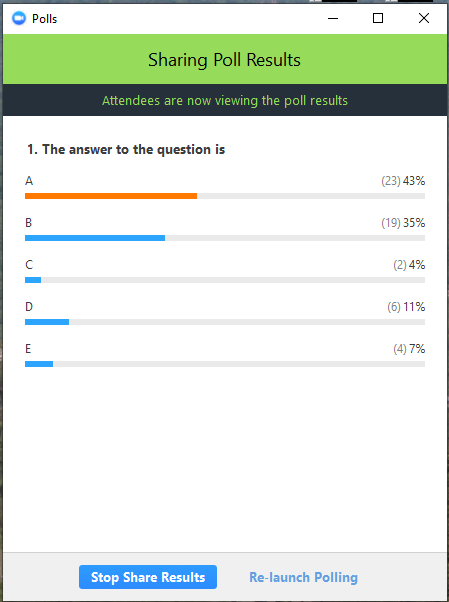 Polls
Sharing Poll Results
Attendees are now viewing the poll results
1. The answer to the question is
A (23) 43%
B (19) 35%
C (2) 4%
D (6) 11%
E (4) 7%
Stop Share Results Re-launch Polling